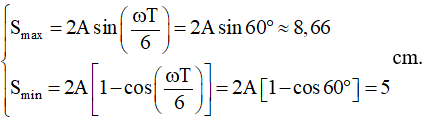 S_max = 2A sin(ωT/6) = 2A sin 60° ≈ 8,66
S_min = 2A[1−cos(ωT/6)] = 2A[1−cos 60°] = 5
cm.